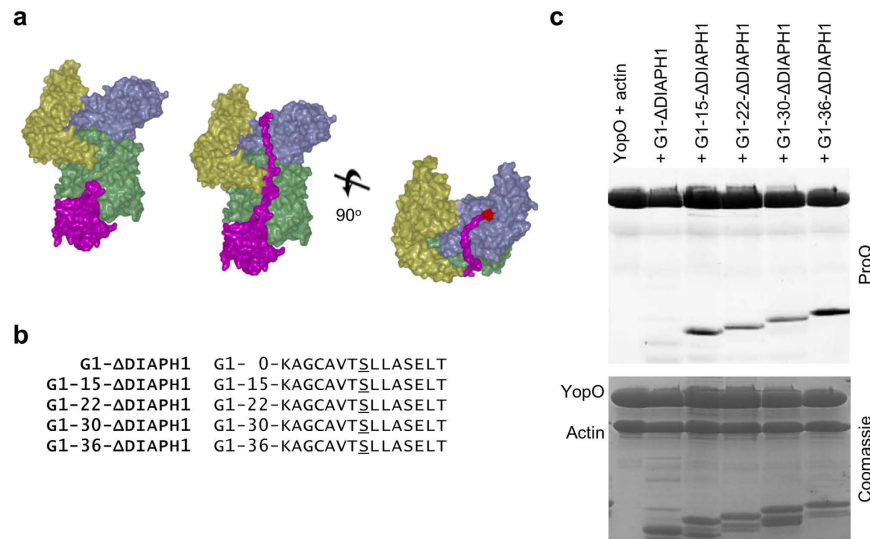 a
90°
b
G1-ΔDIAPH1 G1- 0-KAGCAVTSLLASELT
G1-15-ΔDIAPH1 G1-15-KAGCAVTSLLASELT
G1-22-ΔDIAPH1 G1-22-KAGCAVTSLLASELT
G1-30-ΔDIAPH1 G1-30-KAGCAVTSLLASELT
G1-36-ΔDIAPH1 G1-36-KAGCAVTSLLASELT
c
YopO + actin
+ G1-ΔDIAPH1
+ G1-15-ΔDIAPH1
+ G1-22-ΔDIAPH1
+ G1-30-ΔDIAPH1
+ G1-36-ΔDIAPH1
ProQ
YopO
Actin
Coomassie